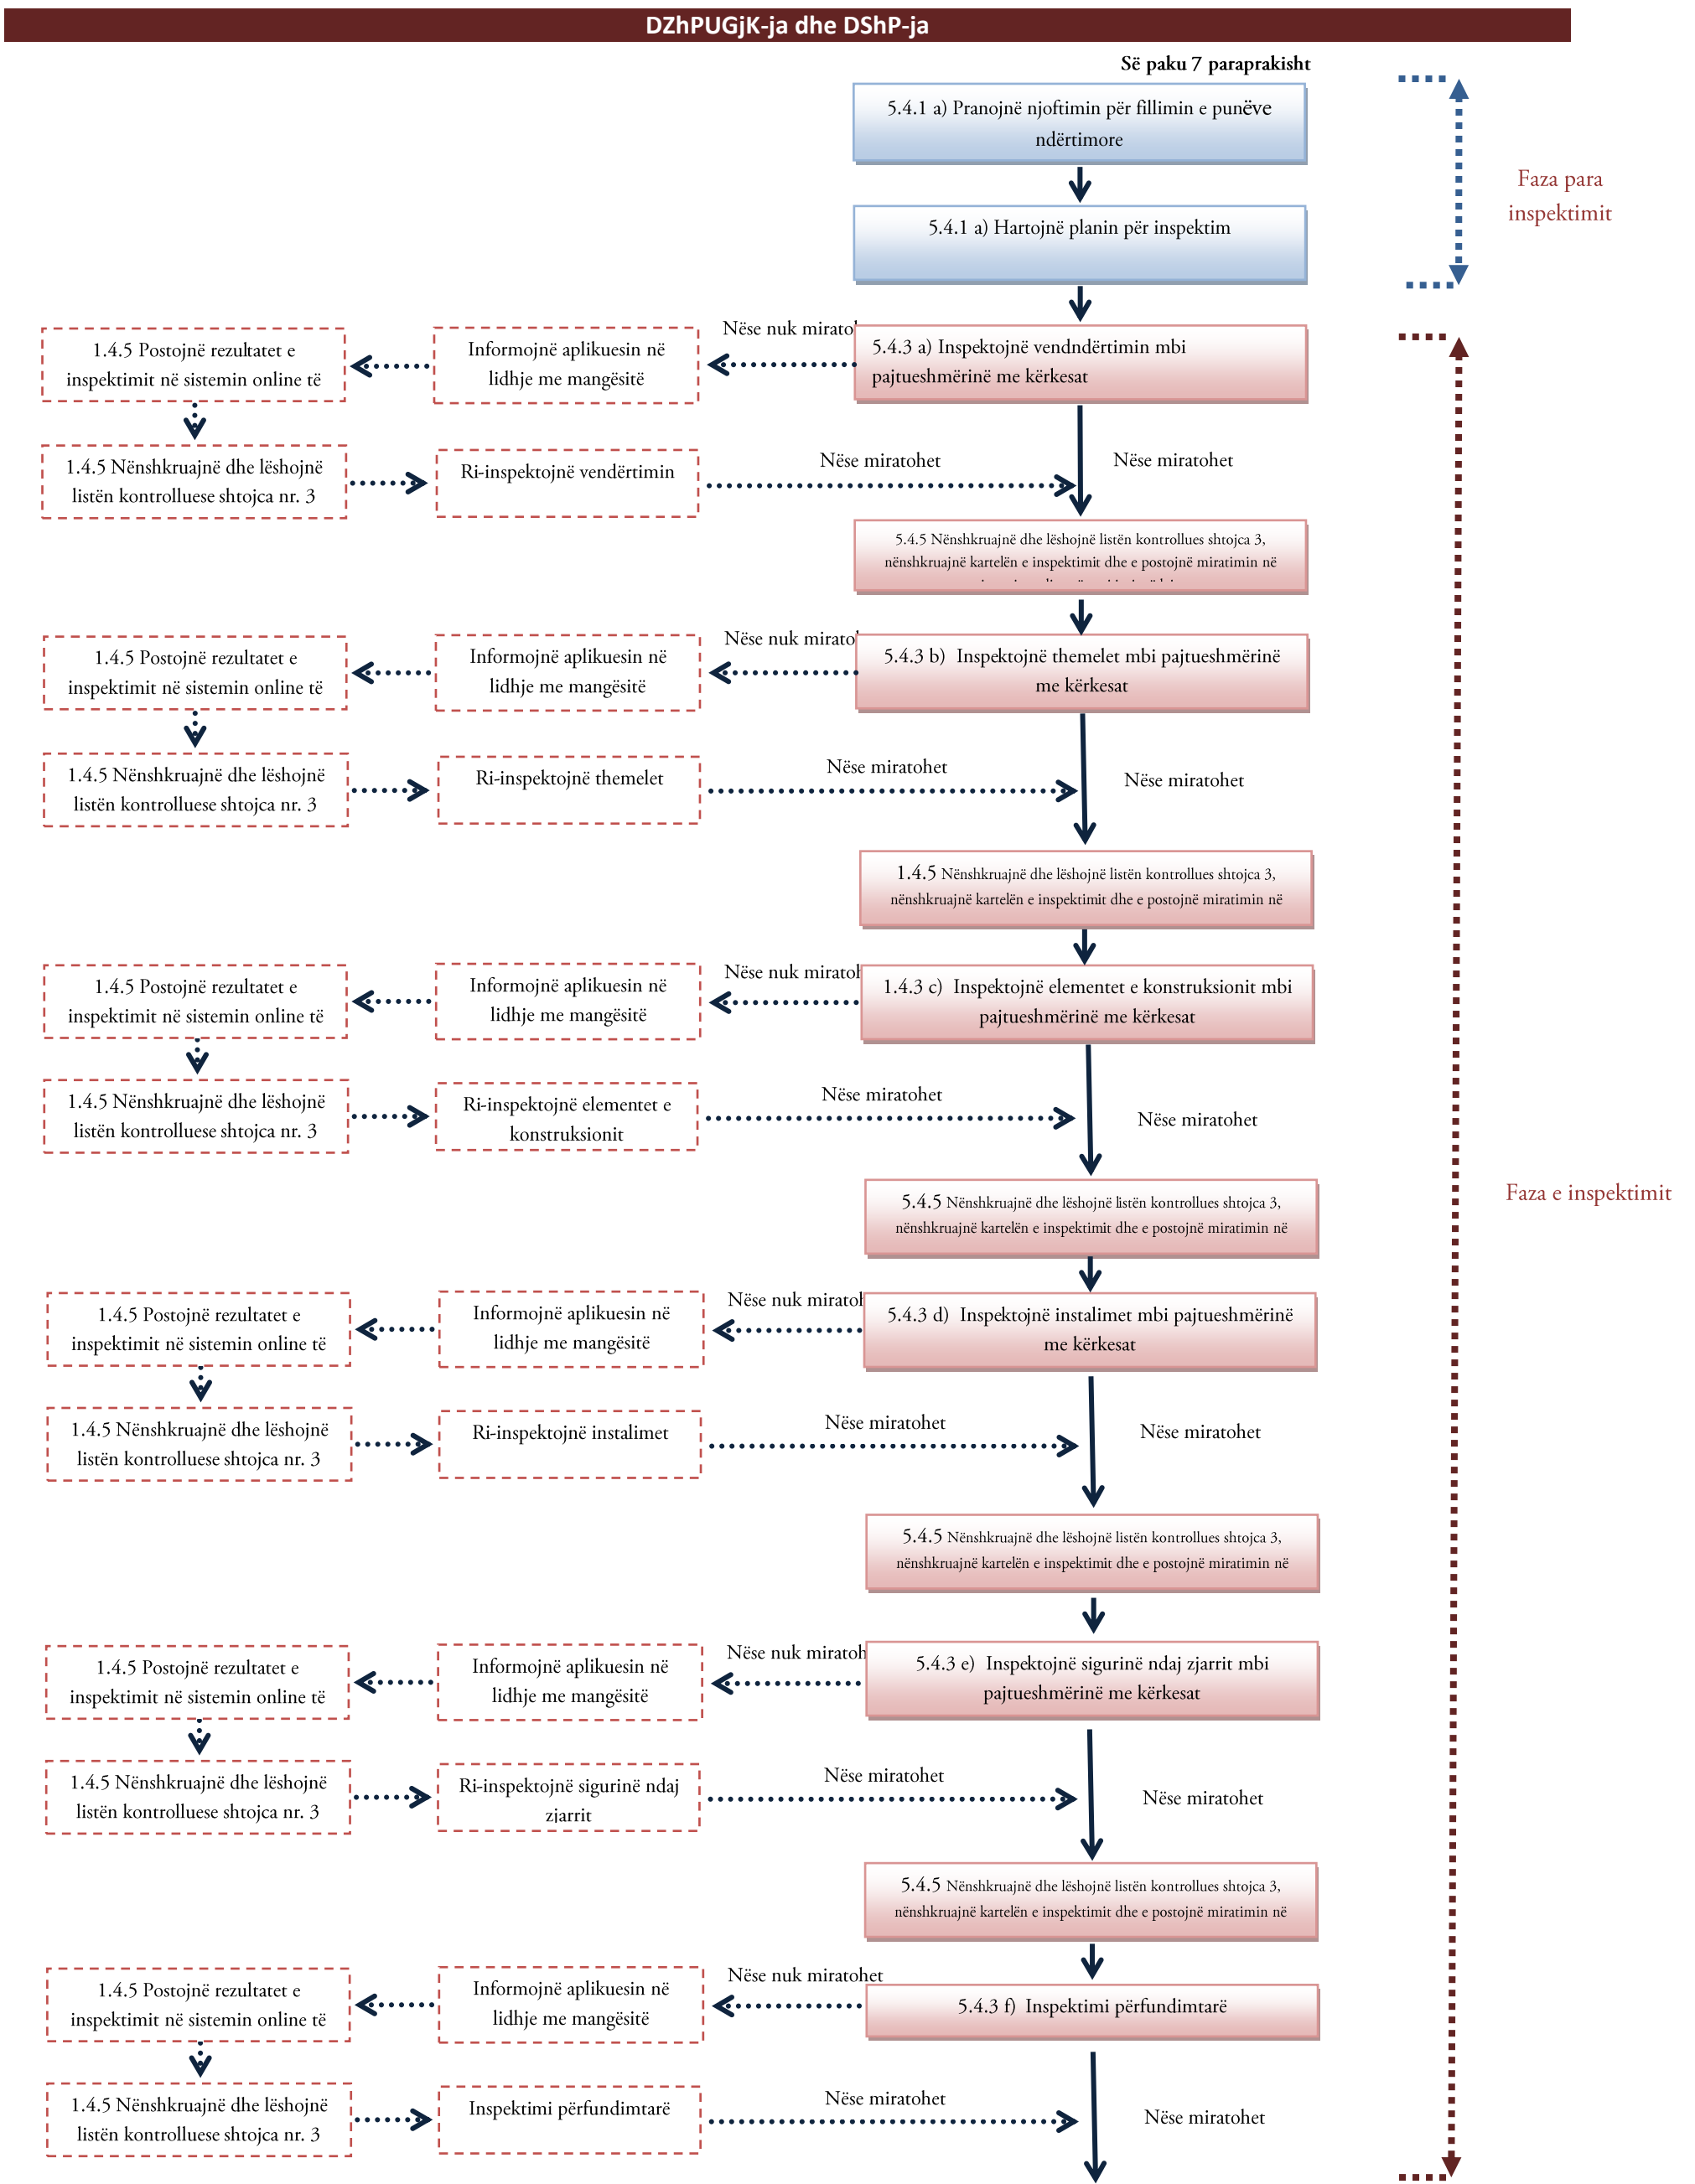 DZhPUGjK-ja dhe DShP-ja
Së paku 7 paraprakisht
5.4.1 a) Pranojnë njoftimin për fillimin e punëve
ndërtimore
Faza para
inspektimit
5.4.1 a) Hartojnë planin për inspektim
Nëse nuk mirato
5.4.3 a) Inspektojnë vendndërtimin mbi
pajtueshmërinë me kërkesat
Informojnë aplikuesin në
lidhje me mangësitë
1.4.5 Postojnë rezultatet e
inspektimit në sistemin online të
1.4.5 Nënshkruajnë dhe lëshojnë
listën kontrolluese shtojca nr. 3
Ri-inspektojnë vendërtimin
Nëse miratohet
Nëse miratohet
5.4.5 Nënshkruajnë dhe lëshojnë listën kontrollues shtojca 3,
nënshkruajnë kartelën e inspektimit dhe e postojnë miratimin në
Nëse nuk mirato
5.4.3 b) Inspektojnë themelet mbi pajtueshmërinë
me kërkesat
Informojnë aplikuesin në
lidhje me mangësitë
1.4.5 Postojnë rezultatet e
inspektimit në sistemin online të
1.4.5 Nënshkruajnë dhe lëshojnë
listën kontrolluese shtojca nr. 3
Ri-inspektojnë themelet
Nëse miratohet
Nëse miratohet
1.4.5 Nënshkruajnë dhe lëshojnë listën kontrollues shtojca 3,
nënshkruajnë kartelën e inspektimit dhe e postojnë miratimin në
Nëse nuk miratoh
1.4.3 c) Inspektojnë elementet e konstruksionit mbi
pajtueshmërinë me kërkesat
Informojnë aplikuesin në
lidhje me mangësitë
1.4.5 Postojnë rezultatet e
inspektimit në sistemin online të
1.4.5 Nënshkruajnë dhe lëshojnë
listën kontrolluese shtojca nr. 3
Ri-inspektojnë elementet e
konstruksionit
Nëse miratohet
Nëse miratohet
5.4.5 Nënshkruajnë dhe lëshojnë listën kontrollues shtojca 3,
nënshkruajnë kartelën e inspektimit dhe e postojnë miratimin në
Faza e inspektimit
Nëse nuk miratoh
5.4.3 d) Inspektojnë instalimet mbi pajtueshmërinë
me kërkesat
Informojnë aplikuesin në
lidhje me mangësitë
1.4.5 Postojnë rezultatet e
inspektimit në sistemin online të
1.4.5 Nënshkruajnë dhe lëshojnë
listën kontrolluese shtojca nr. 3
Ri-inspektojnë instalimet
Nëse miratohet
Nëse miratohet
5.4.5 Nënshkruajnë dhe lëshojnë listën kontrollues shtojca 3,
nënshkruajnë kartelën e inspektimit dhe e postojnë miratimin në
Nëse nuk miratoh
5.4.3 e) Inspektojnë sigurinë ndaj zjarrit mbi
pajtueshmërinë me kërkesat
Informojnë aplikuesin në
lidhje me mangësitë
1.4.5 Postojnë rezultatet e
inspektimit në sistemin online të
1.4.5 Nënshkruajnë dhe lëshojnë
listën kontrolluese shtojca nr. 3
Ri-inspektojnë sigurinë ndaj
zjarrit
Nëse miratohet
Nëse miratohet
5.4.5 Nënshkruajnë dhe lëshojnë listën kontrollues shtojca 3,
nënshkruajnë kartelën e inspektimit dhe e postojnë miratimin në
Nëse nuk miratohet
5.4.3 f) Inspektimi përfundimtarë
Informojnë aplikuesin në
lidhje me mangësitë
1.4.5 Postojnë rezultatet e
inspektimit në sistemin online të
1.4.5 Nënshkruajnë dhe lëshojnë
listën kontrolluese shtojca nr. 3
Inspektimi përfundimtarë
Nëse miratohet
Nëse miratohet